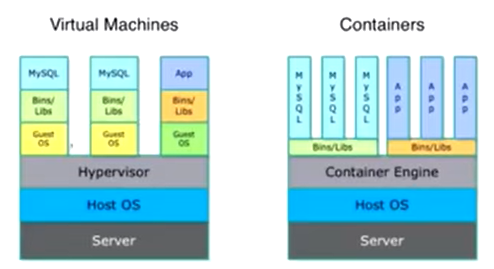 Virtual Machines
MySQL
MySQL
App
Bins/
Libs
Bins/
Libs
Bins/
Libs
Guest
OS
Guest
OS
Guest
OS
Hypervisor
Host OS
Server
Containers
MySQL
MySQL
MySQL
App
App
App
Bins/Libs
Bins/Libs
Container Engine
Host OS
Server